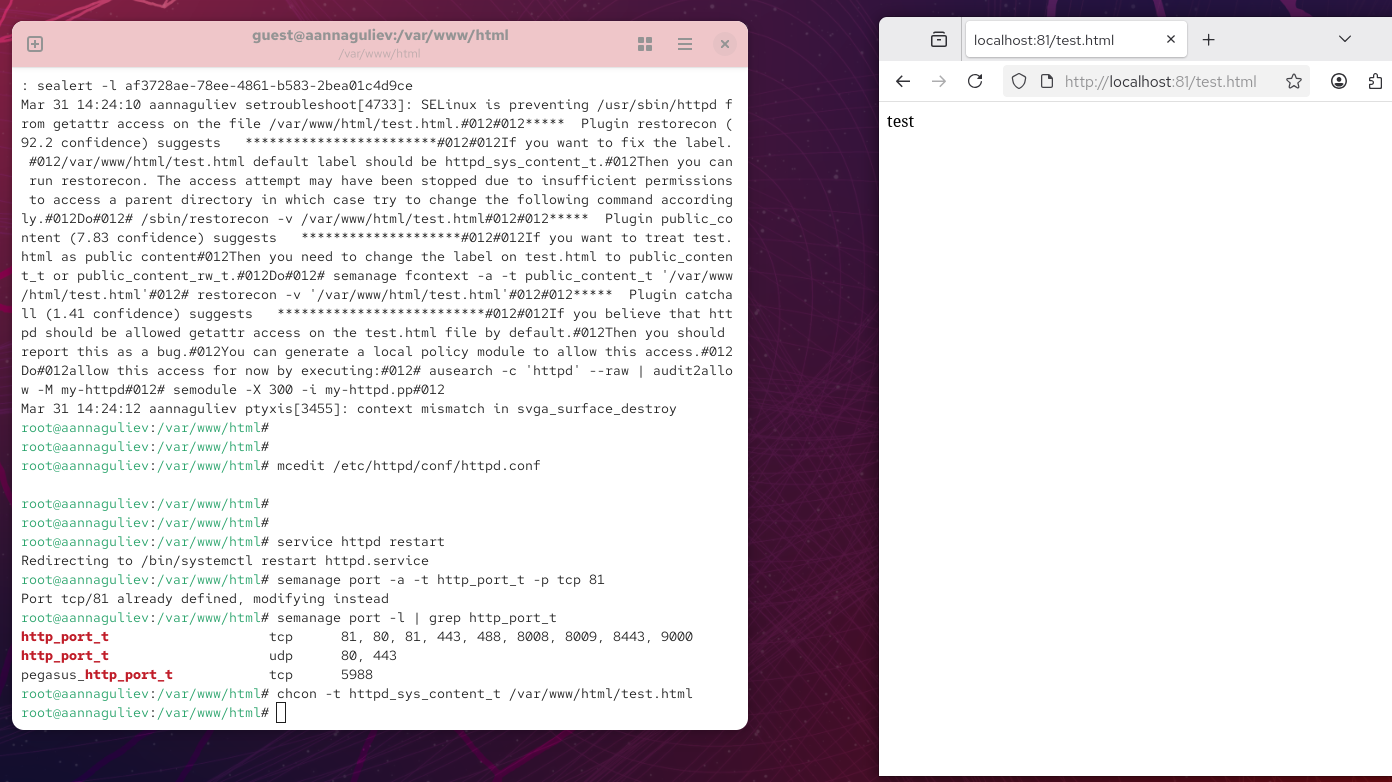 guest@aannaguliev:/var/www/html
/var/www/html
: sealert -l af3728ae-78ee-4861-b583-2bea01c4d9ce
Mar 31 14:24:10 aannaguliev setroubleshoot[4733]: SELinux is preventing /usr/sbin/httpd f
rom getattr access on the file /var/www/html/test.html.#012#012*****  Plugin restorecon (
92.2 confidence) suggests   ************************#012#012If you want to fix the label.
 #012/var/www/html/test.html default label should be httpd_sys_content_t.#012Then you can
 run restorecon. The access attempt may have been stopped due to insufficient permissions
 to access a parent directory in which case try to change the following command according
ly.#012Do#012# /sbin/restorecon -v /var/www/html/test.html#012#012*****  Plugin public_co
ntent (7.83 confidence) suggests   ********************#012#012If you want to treat test.
html as public content#012Then you need to change the label on test.html to public_conten
t_t or public_content_rw_t.#012Do#012# semanage fcontext -a -t public_content_t '/var/www
/html/test.html'#012# restorecon -v '/var/www/html/test.html'#012#012*****  Plugin catcha
ll (1.41 confidence) suggests   **************************#012#012If you believe that htt
pd should be allowed getattr access on the test.html file by default.#012Then you should
report this as a bug.#012You can generate a local policy module to allow this access.#012
Do#012allow this access for now by executing:#012# ausearch -c 'httpd' --raw | audit2allo
w -M my-httpd#012# semodule -X 300 -i my-httpd.pp#012
Mar 31 14:24:12 aannaguliev ptyxis[3455]: context mismatch in svga_surface_destroy
root@aannaguliev:/var/www/html#
root@aannaguliev:/var/www/html#
root@aannaguliev:/var/www/html# mcedit /etc/httpd/conf/httpd.conf
root@aannaguliev:/var/www/html#
root@aannaguliev:/var/www/html#
root@aannaguliev:/var/www/html# service httpd restart
Redirecting to /bin/systemctl restart httpd.service
root@aannaguliev:/var/www/html# semanage port -a -t http_port_t -p tcp 81
Port tcp/81 already defined, modifying instead
root@aannaguliev:/var/www/html# semanage port -l | grep http_port_t
http_port_t                    tcp      81, 80, 81, 443, 488, 8008, 8009, 8443, 9000
http_port_t                    udp      80, 443
pegasus_http_port_t            tcp      5988
root@aannaguliev:/var/www/html# chcon -t httpd_sys_content_t /var/www/html/test.html
root@aannaguliev:/var/www/html#
localhost:81/test.html
http://localhost:81/test.html
test